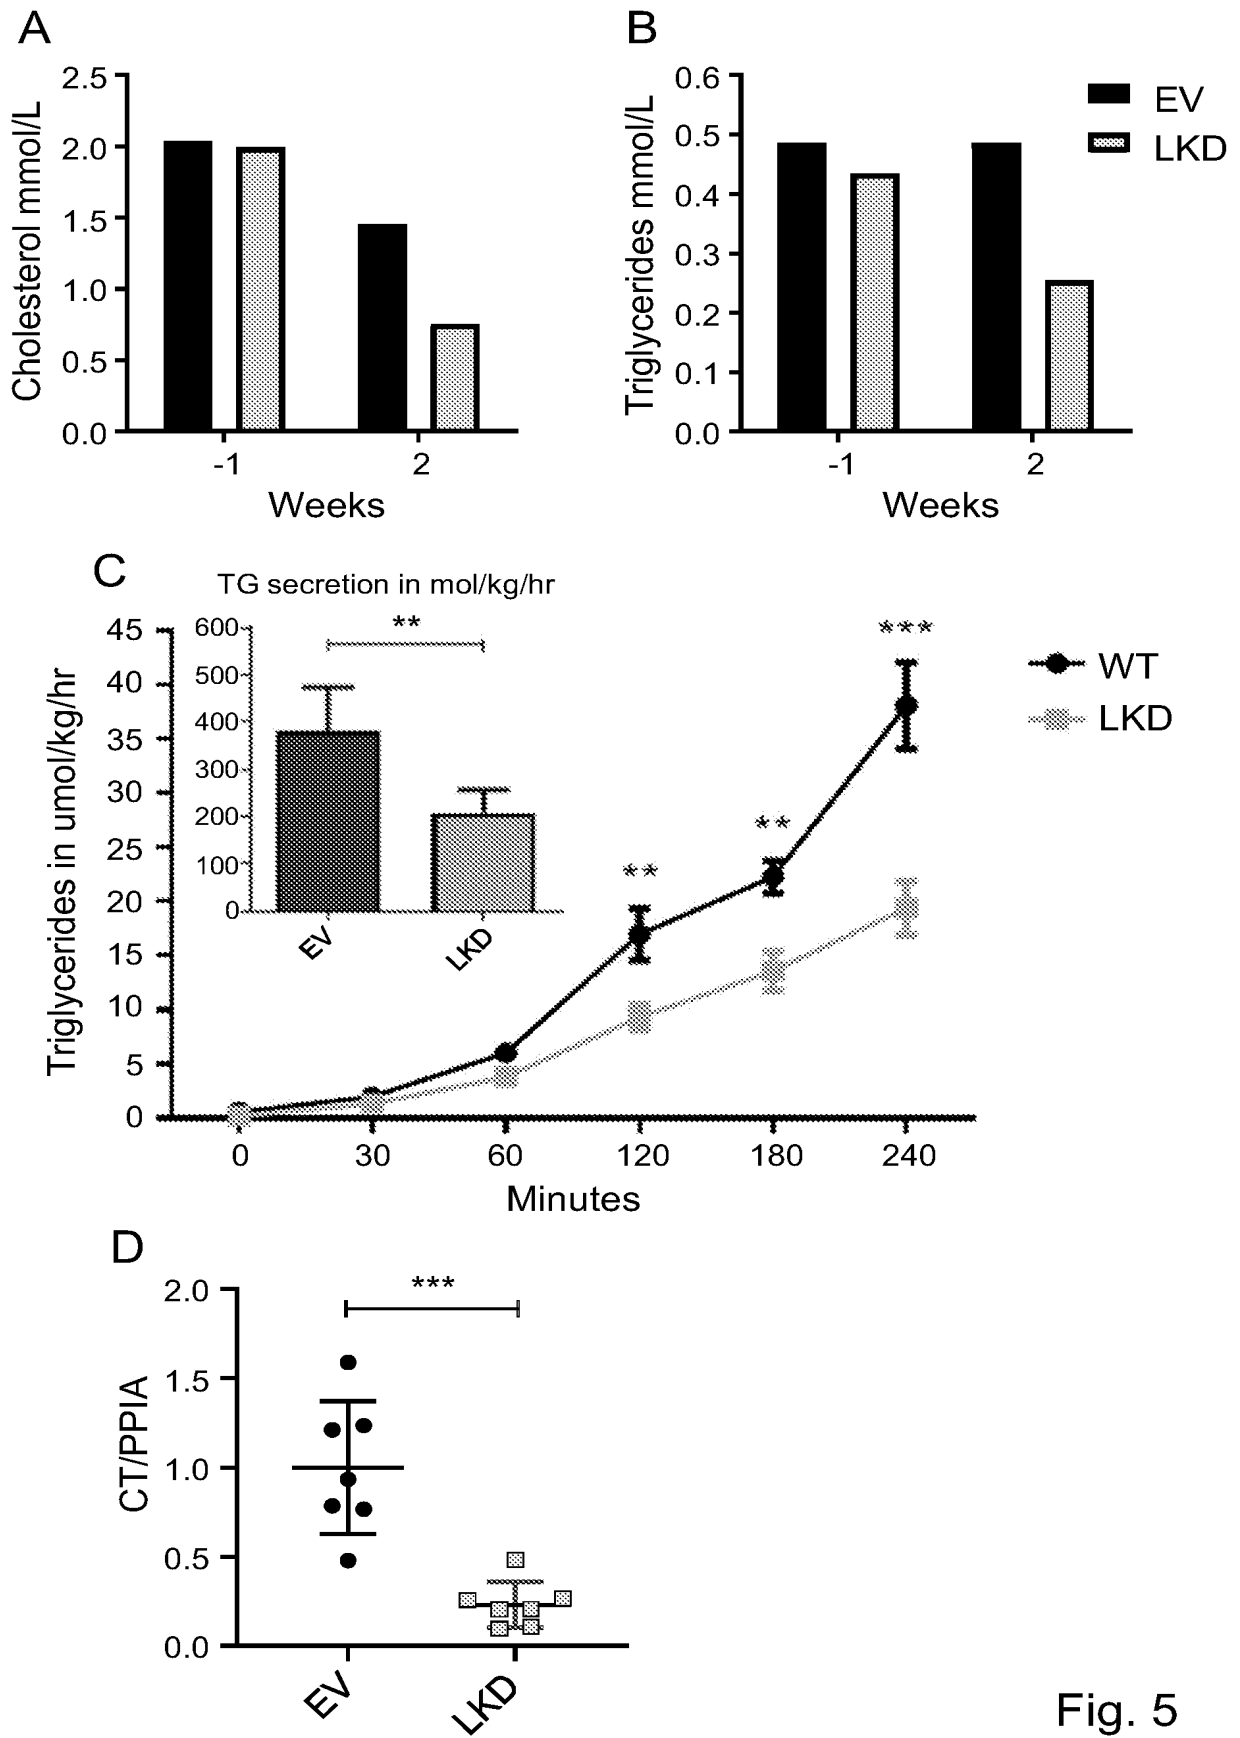 A
Cholesterol mmol/L
2.5
2.0
1.5
1.0
0.5
0.0
-1
2
Weeks
B
Triglycerides mmol/L
0.6
0.5
0.4
0.3
0.2
0.1
0.0
-1
2
Weeks
EV
LKD
C
TG secretion in mol/kg/hr
**
600
500
400
300
200
100
0
EV
LKD
Triglycerides in umol/kg/hr
45
40
35
30
25
20
15
10
5
0
**
**
***
0 30 60 120 180 240
Minutes
WT
LKD
D
***
CT/PPIA
2.0
1.5
1.0
0.5
0.0
EV
LKD
Fig. 5